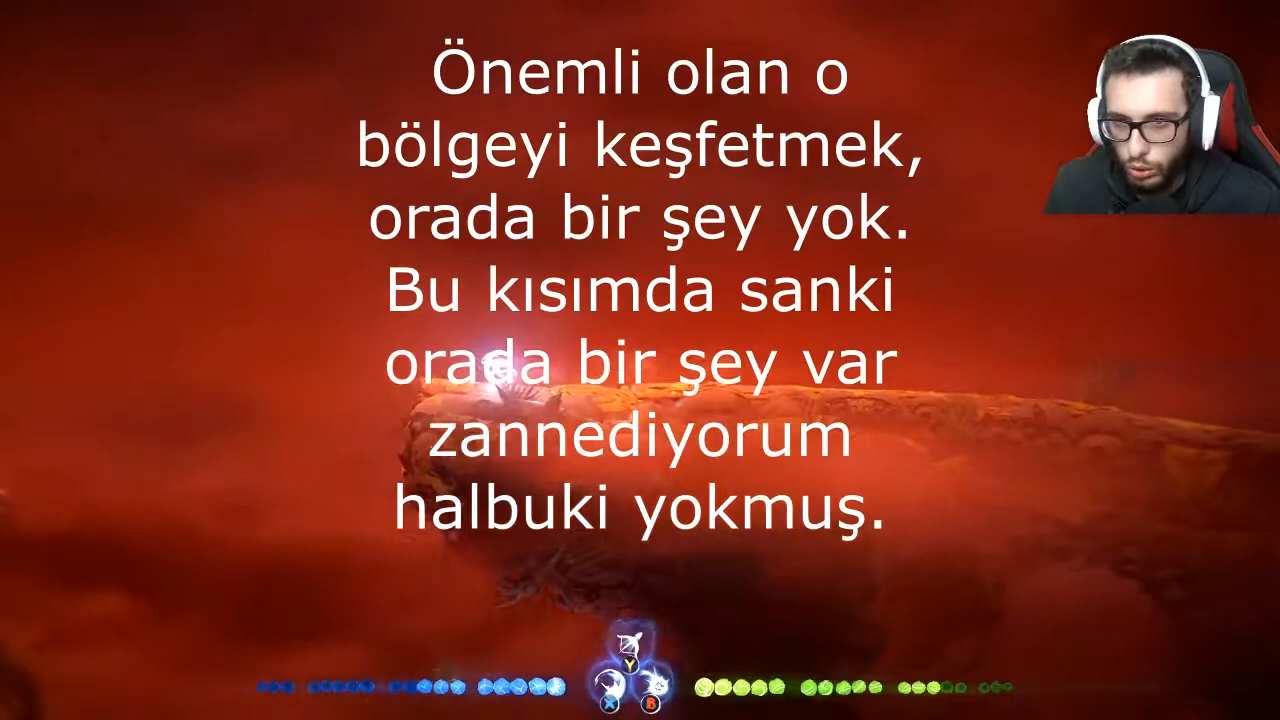 Önemli olan o
bölgeyi keşfetmek,
orada bir şey yok.
Bu kısımda sanki
orada bir şey var
zannediyorum
halbuki yokmuş.
Y
X B